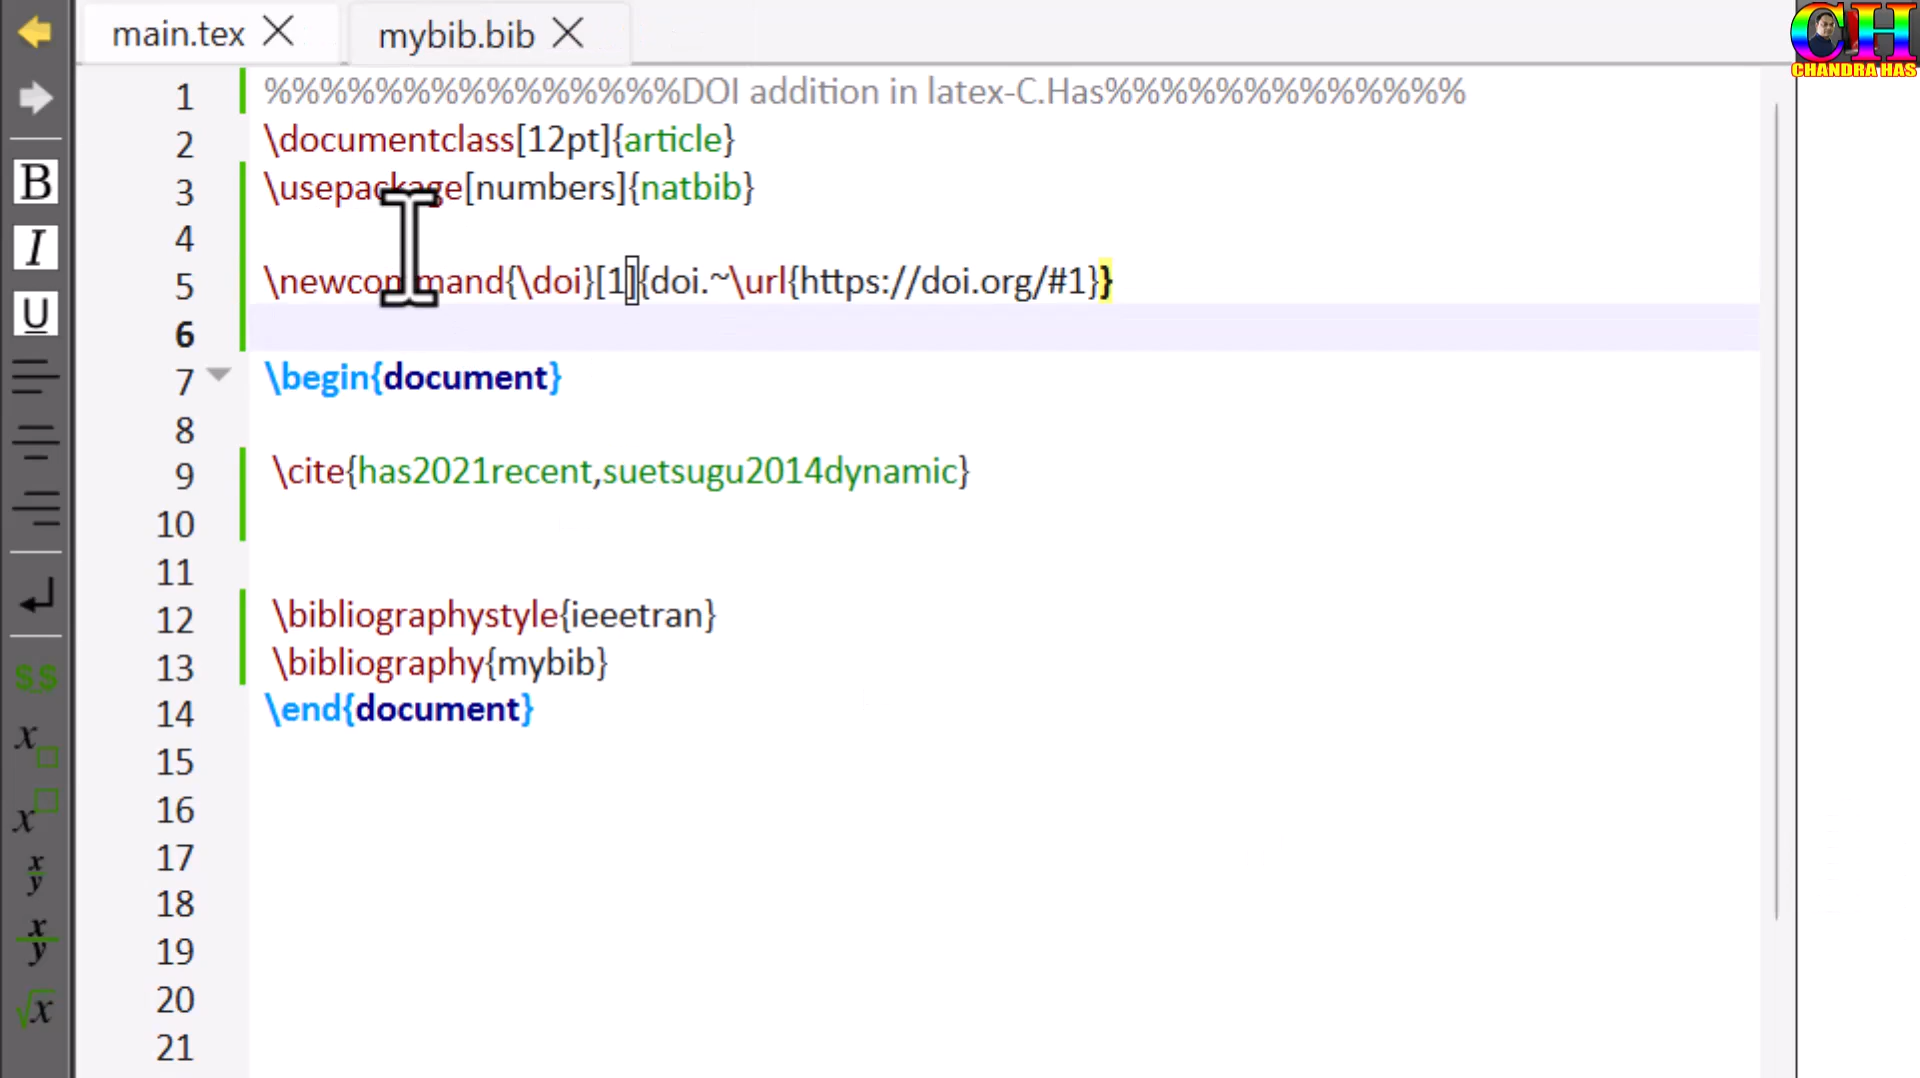 main.tex
mybib.bib
CH
CHANDRA HAS
1 %%%%%%%%%%%%%%%DOI addition in latex-C.Has%%%%%%%%%%%%%
2 \documentclass[12pt]{article}
3 \usepackage[numbers]{natbib}
4
5 \newcommand{\doi}[1]{doi.~\url{https://doi.org/#1}}
6
7 \begin{document}
8
9 \cite{has2021recent,suetsugu2014dynamic}
10
11
12 \bibliographystyle{ieeetran}
13 \bibliography{mybib}
14 \end{document}
15
16
17
18
19
20
21
B
I
U
$$
x
x
x
y
x
y
√x